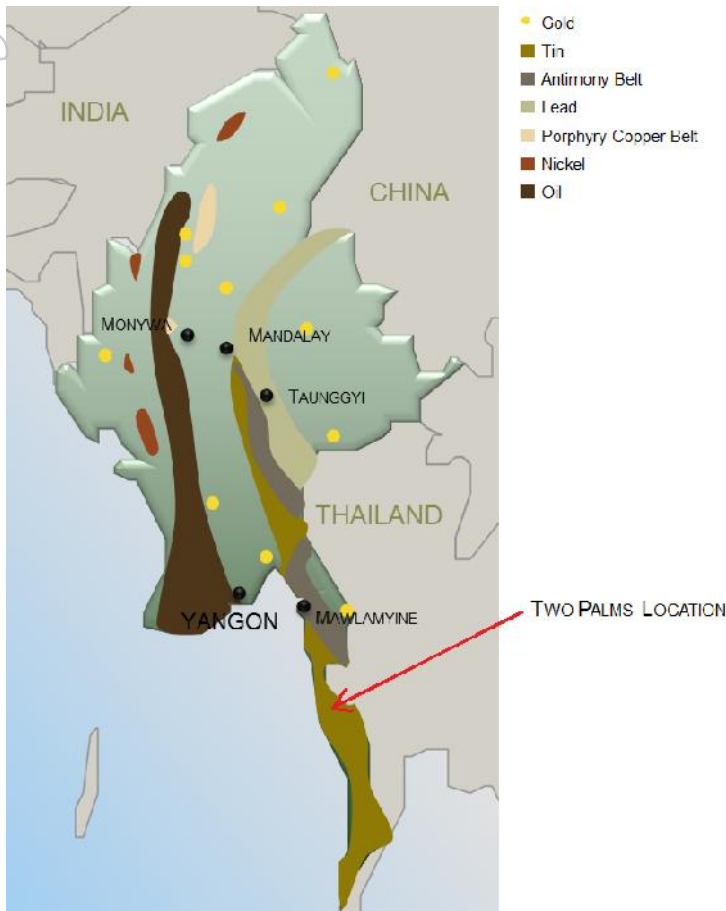 Gold
Tin
Antimony Belt
Lead
Porphyry Copper Belt
Nickel
Oil
INDIA
CHINA
MONYWA
MANDALAY
TAUNGGYI
THAILAND
YANGON
MAWLAMYINE
TWO PALMS LOCATION